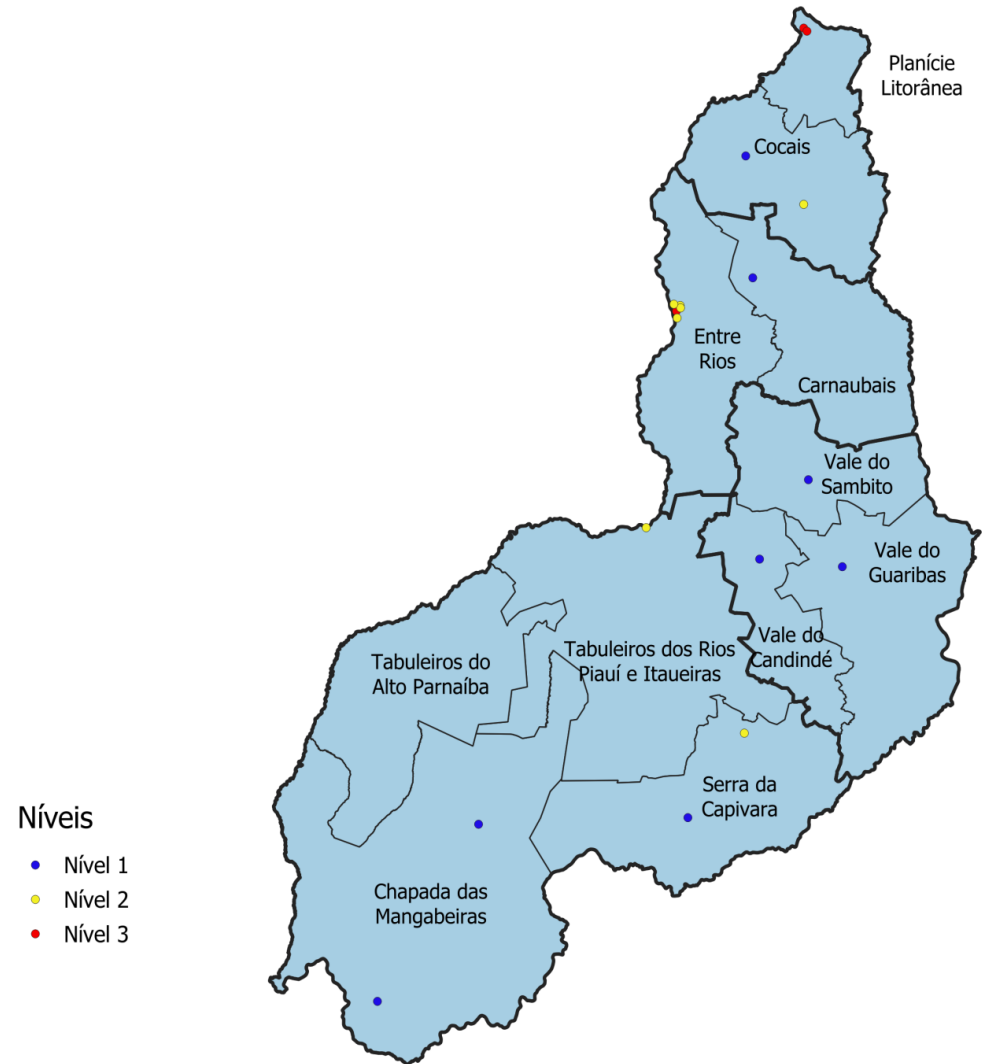 Planície
Litorânea
Cocais
Entre
Rios
Carnaubais
Vale do
Sambito
Vale do
Guaribas
Vale do
Candindé
Tabuleiros dos Rios
Piauí e Itaueiras
Tabuleiros do
Alto Parnaíba
Serra da
Capivara
Chapada das
Mangabeiras
Níveis
Nível 1
Nível 2
Nível 3